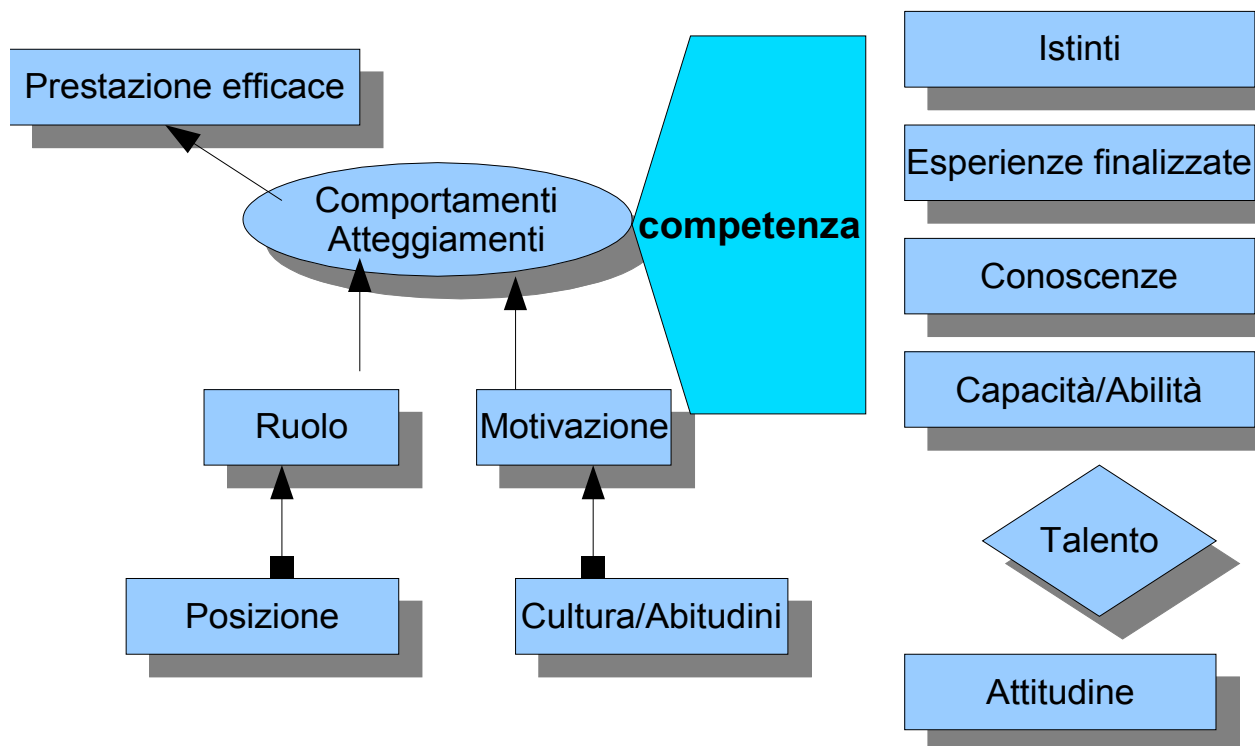 Prestazione efficace
Comportamenti
Atteggiamenti
competenza
Ruolo
Motivazione
Posizione
Cultura/Abitudini
Istinti
Esperienze finalizzate
Conoscenze
Capacità/Abilità
Talento
Attitudine